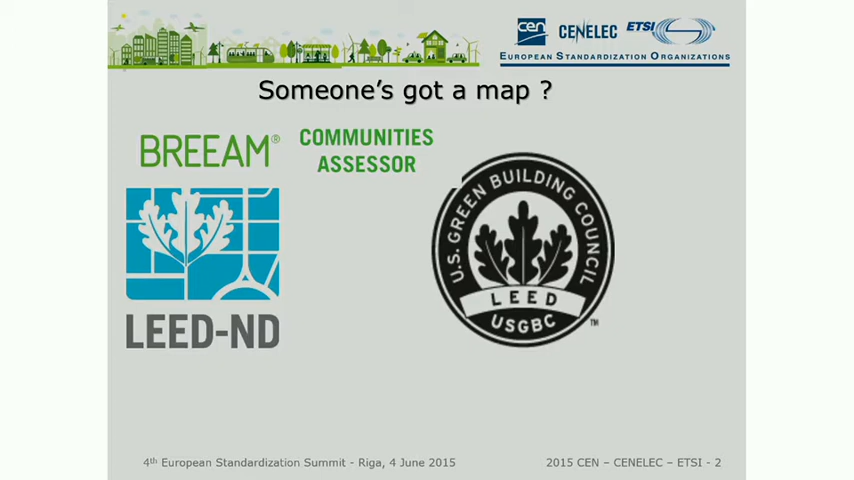 cen
CENELEC
ETSI
EUROPEAN STANDARDIZATION ORGANIZATIONS
Someone's got a map ?
BREEAM®
COMMUNITIES
ASSESSOR
LEED-ND
U.S. GREEN BUILDING COUNCIL
LEED
USGBC
TM
4th European Standardization Summit - Riga, 4 June 2015
2015 CEN – CENELEC – ETSI - 2